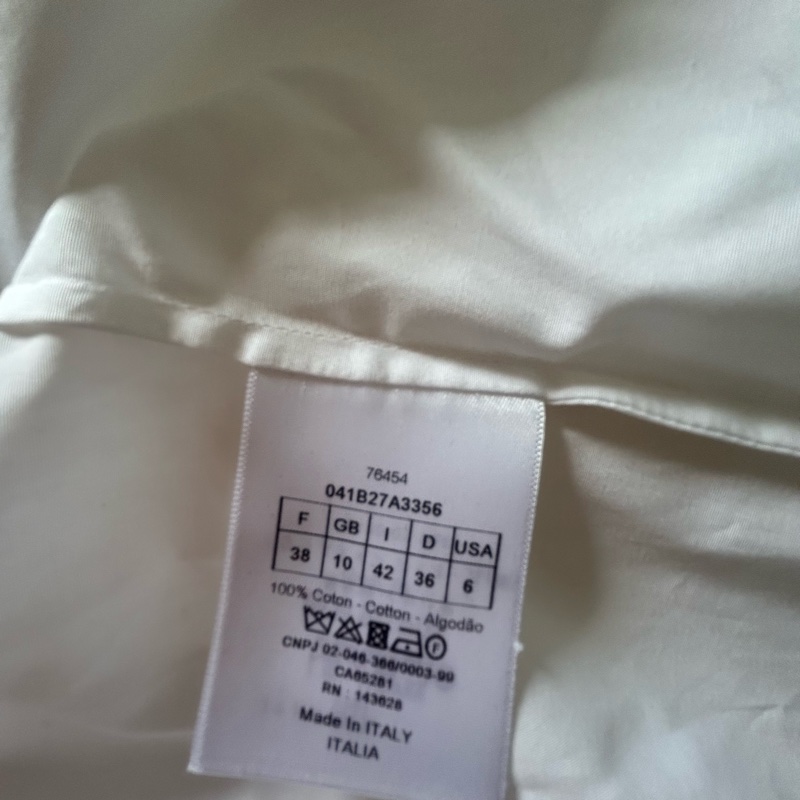 76454
041B27A3356
F GB I D USA
38 10 42 36 6
100% Coton - Cotton - Algodão
F
CNPJ 02-046-366/0003-99
CA65281
RN : 143628
Made In ITALY
ITALIA